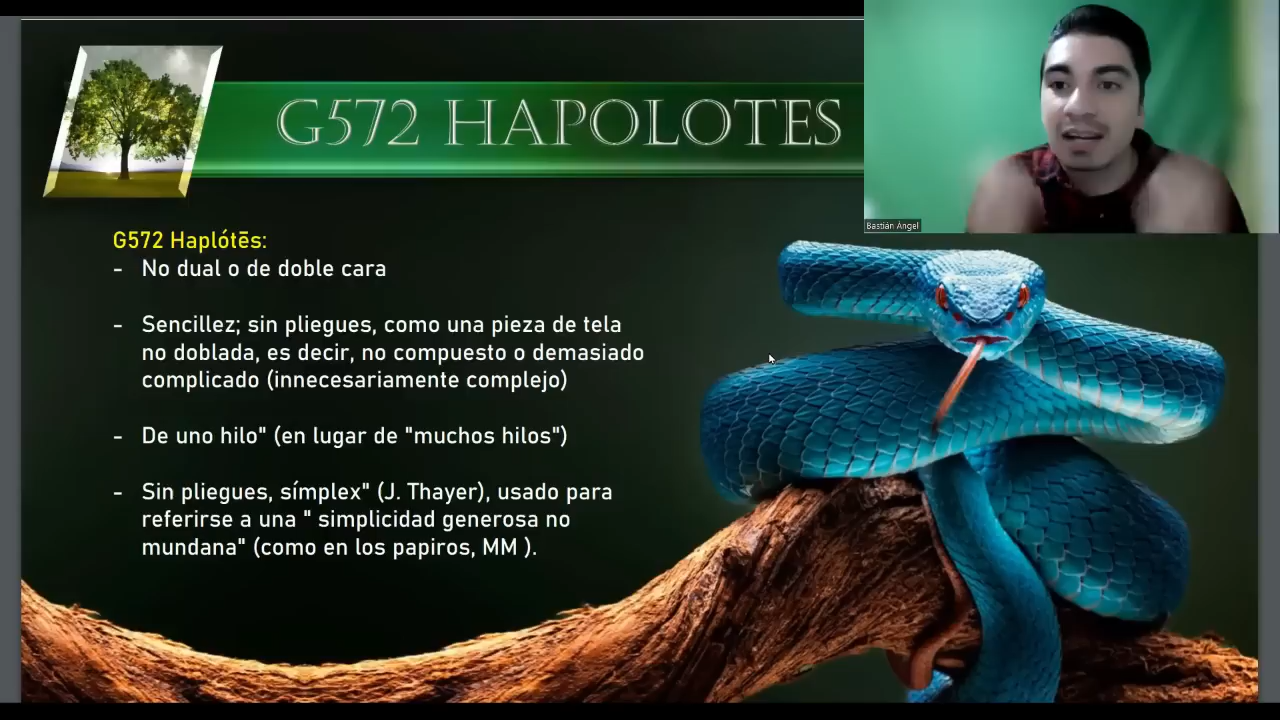 G572 HAPOLOTES
Bastián Ángel
G572 Haplótēs:
- No dual o de doble cara
- Sencillez; sin pliegues, como una pieza de tela
no doblada, es decir, no compuesto o demasiado
complicado (innecesariamente complejo)
- De uno hilo" (en lugar de "muchos hilos")
- Sin pliegues, símplex" (J. Thayer), usado para
referirse a una " simplicidad generosa no
mundana" (como en los papiros, MM ).